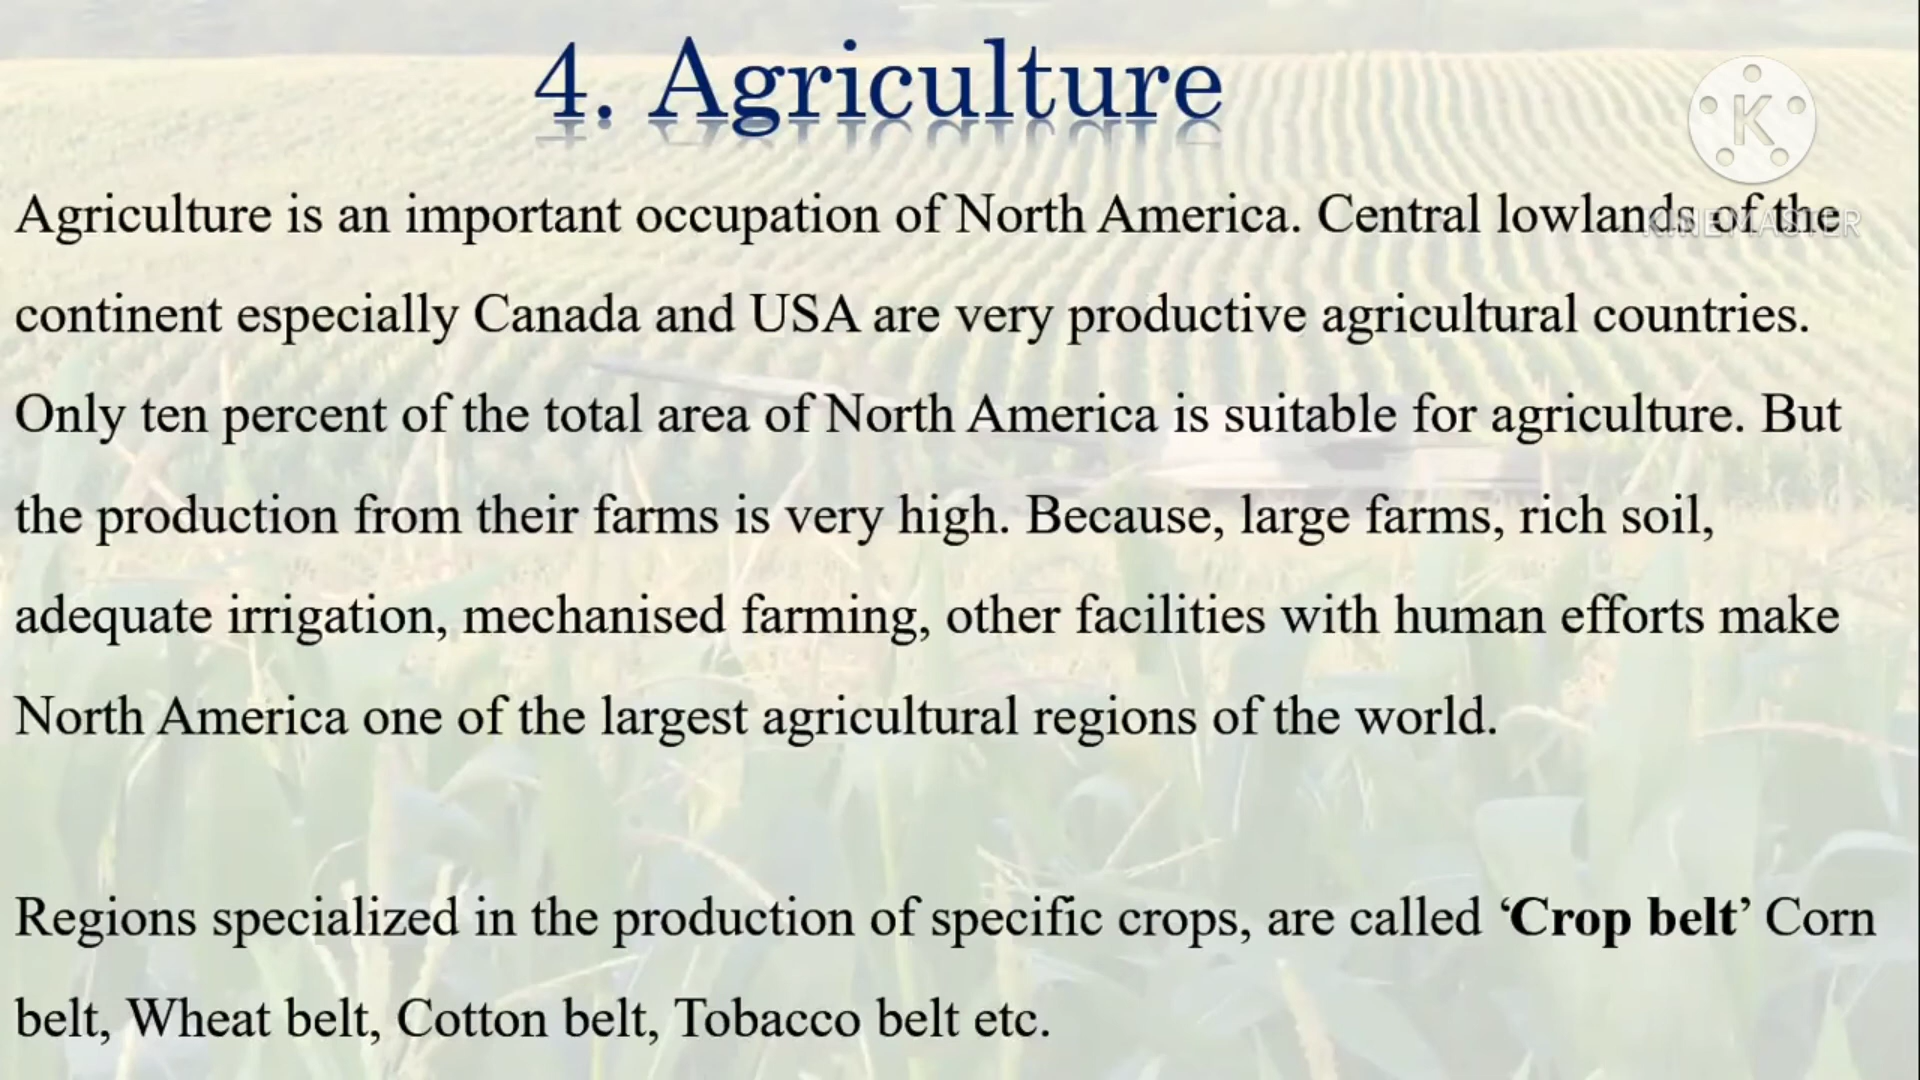 4. Agriculture
K
KINEMASTER
Agriculture is an important occupation of North America. Central lowlands of the
continent especially Canada and USA are very productive agricultural countries.
Only ten percent of the total area of North America is suitable for agriculture. But
the production from their farms is very high. Because, large farms, rich soil,
adequate irrigation, mechanised farming, other facilities with human efforts make
North America one of the largest agricultural regions of the world.
Regions specialized in the production of specific crops, are called ‘Crop belt’ Corn
belt, Wheat belt, Cotton belt, Tobacco belt etc.